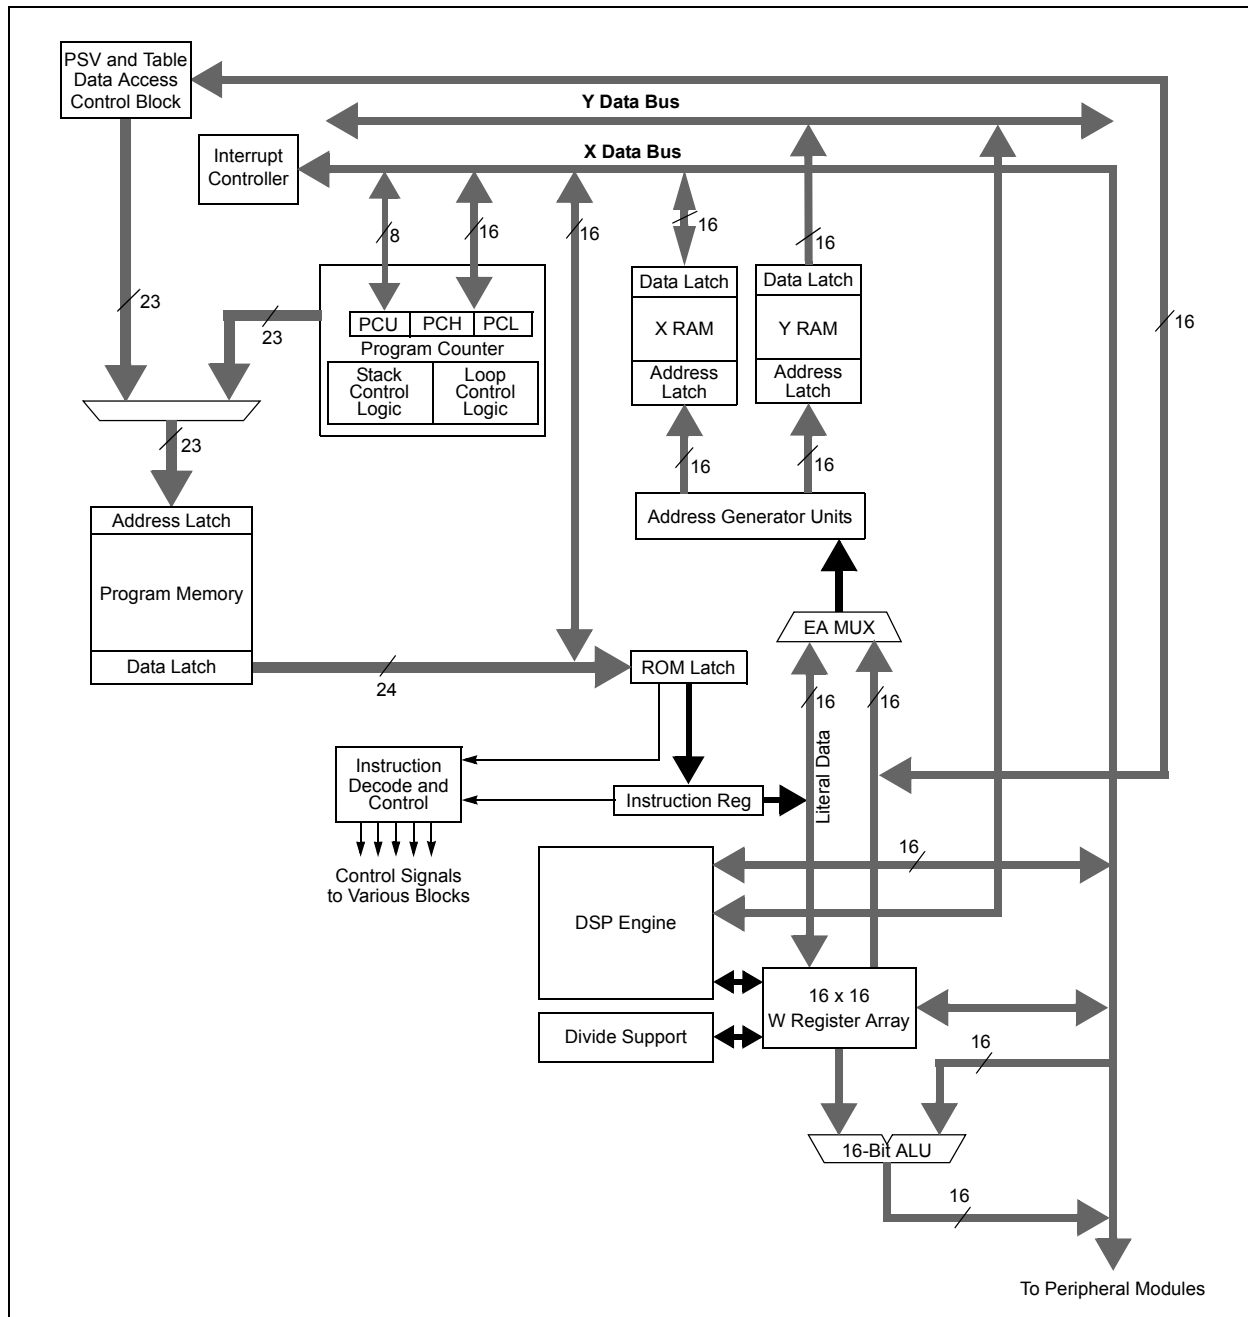 PSV and Table
Data Access
Control Block
Y Data Bus
Interrupt
Controller
X Data Bus
8
16
16
16
16
16
Data Latch
X RAM
Address
Latch
Data Latch
Y RAM
Address
Latch
23
23
PCU
PCH
PCL
Program Counter
Stack
Control
Logic
Loop
Control
Logic
23
16
16
Address Latch
Program Memory
Data Latch
Address Generator Units
EA MUX
24
ROM Latch
16
16
Literal Data
Instruction
Decode and
Control
Instruction Reg
Control Signals
to Various Blocks
16
DSP Engine
16 x 16
W Register Array
Divide Support
16
16-Bit ALU
16
To Peripheral Modules